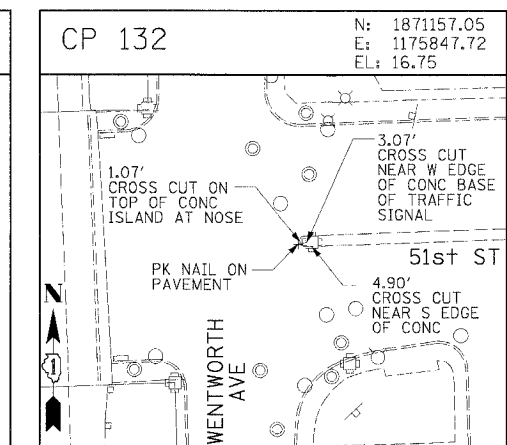 CP 132
N: 1871157.05
E: 1175847.72
EL: 16.75
3.07'
CROSS CUT
NEAR W EDGE
OF CONC BASE
OF TRAFFIC
SIGNAL
1.07'
CROSS CUT ON
TOP OF CONC
ISLAND AT NOSE
51st ST
PK NAIL ON
PAVEMENT
4.90'
CROSS CUT
NEAR S EDGE
OF CONC
N
1
WENTWORTH
AVE